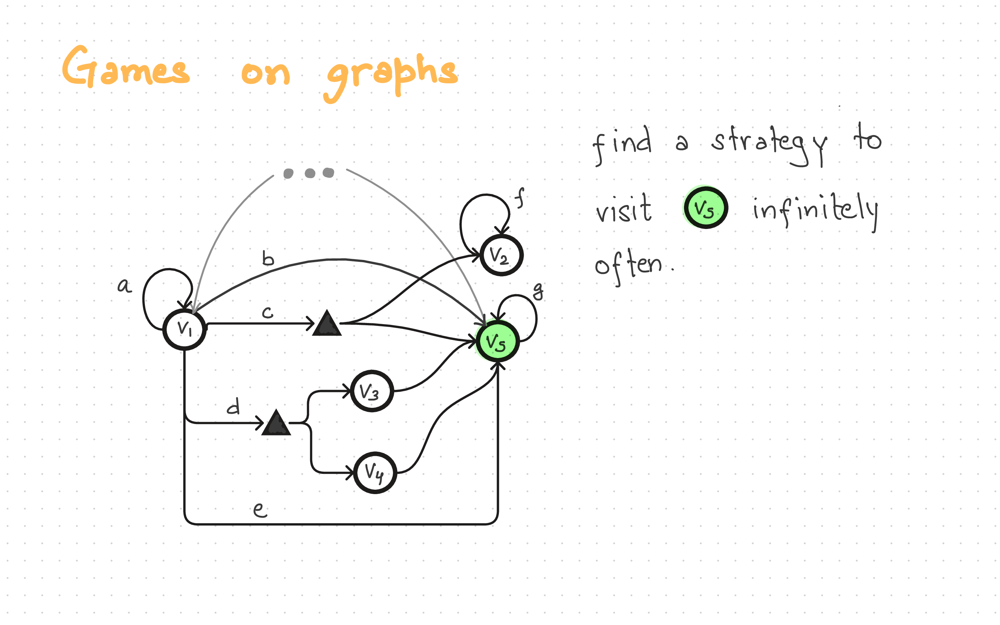 Games on graphs
find a strategy to
visit V5 infinitely
often.
f
b
V2
a
g
c
V1
V5
V3
d
V4
e